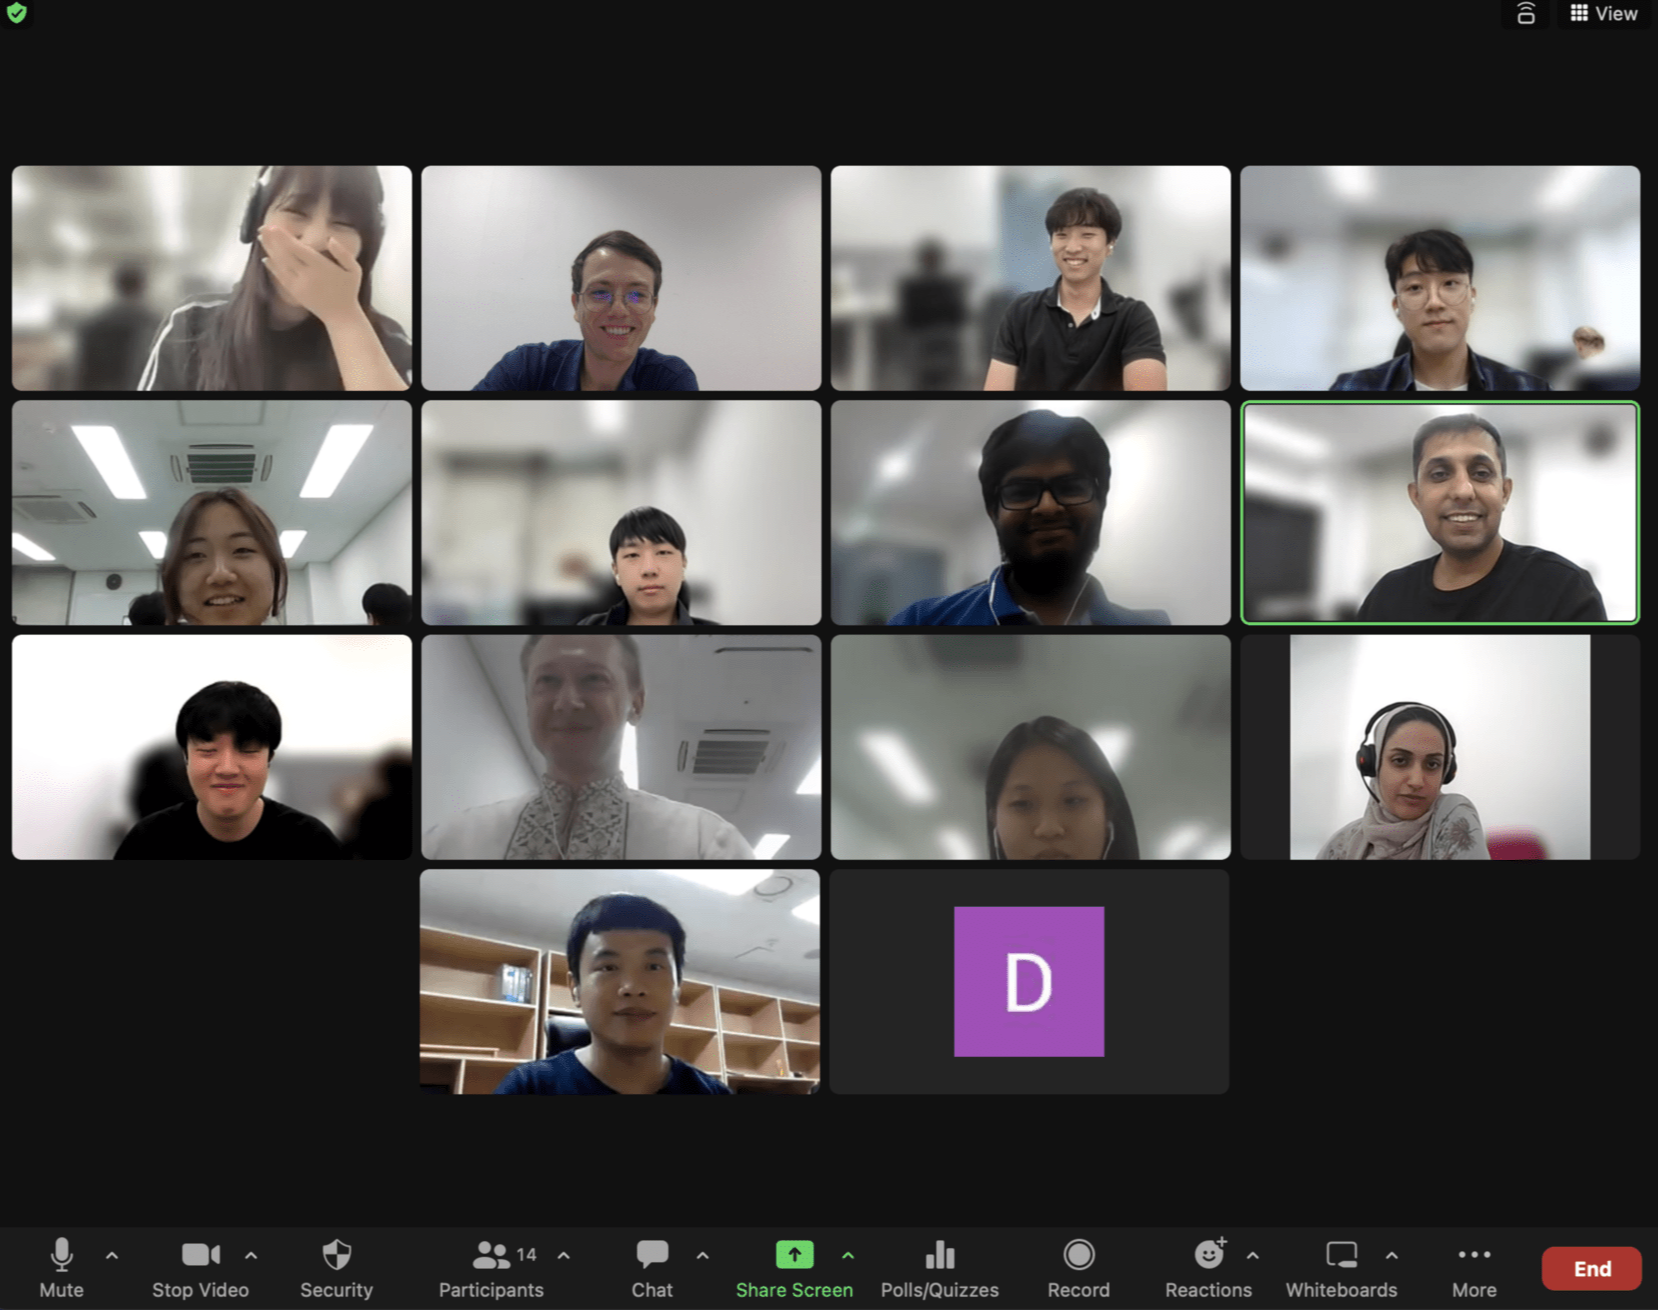 View
D
14
Mute
Stop Video
Security
Participants
Chat
Share Screen
Polls/Quizzes
Record
Reactions
Whiteboards
More
End